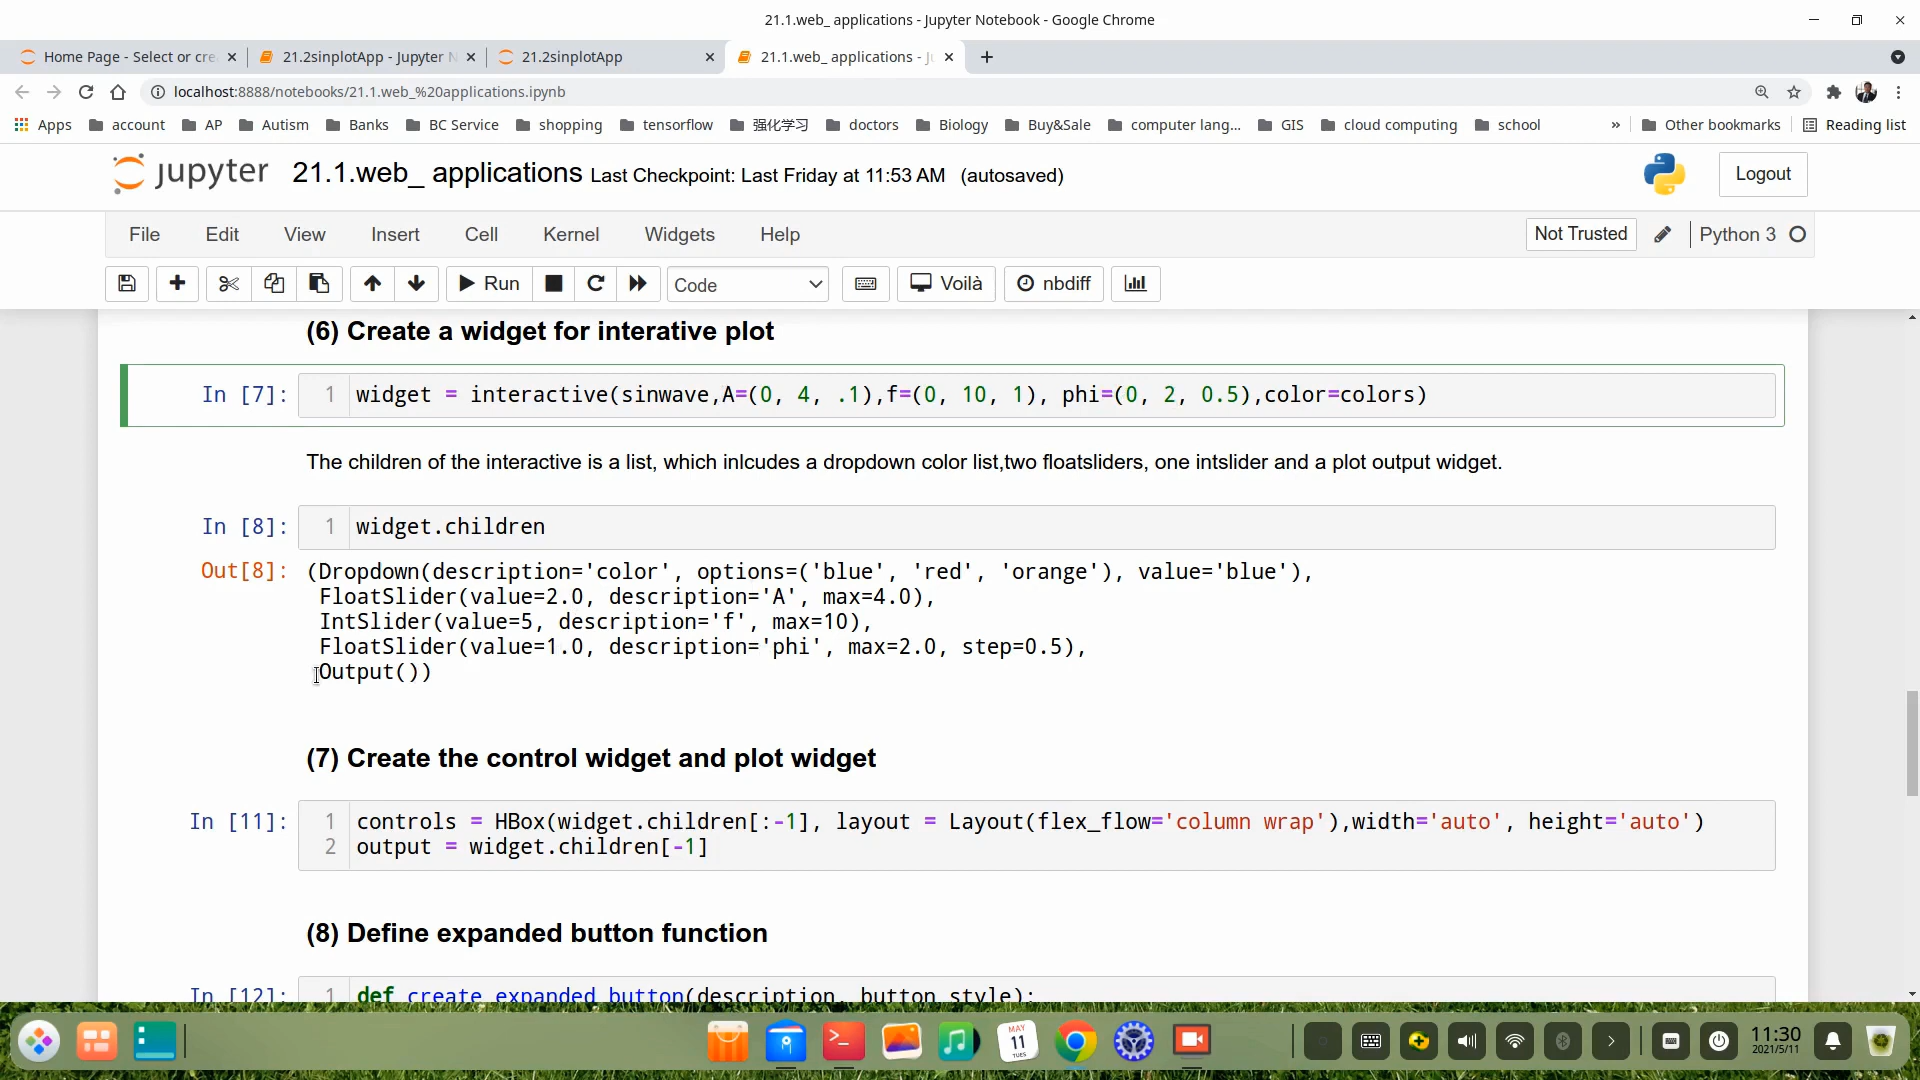 21.1.web_ applications - Jupyter Notebook - Google Chrome
Home Page - Select or cre
21.2sinplotApp - Jupyter N
21.2sinplotApp
21.1.web_ applications - J
localhost:8888/notebooks/21.1.web_%20applications.ipynb
Apps account AP Autism Banks BC Service shopping tensorflow 强化学习 doctors Biology Buy&Sale computer lang... GIS cloud computing school » Other bookmarks Reading list
jupyter 21.1.web_ applications Last Checkpoint: Last Friday at 11:53 AM (autosaved) Logout
File Edit View Insert Cell Kernel Widgets Help Not Trusted Python 3
Run Code Voilà nbdiff
(6) Create a widget for interative plot
In [7]: 1 widget = interactive(sinwave,A=(0, 4, .1),f=(0, 10, 1), phi=(0, 2, 0.5),color=colors)
The children of the interactive is a list, which inlcudes a dropdown color list,two floatsliders, one intslider and a plot output widget.
In [8]: 1 widget.children
Out[8]: (Dropdown(description='color', options=('blue', 'red', 'orange'), value='blue'),
FloatSlider(value=2.0, description='A', max=4.0),
IntSlider(value=5, description='f', max=10),
FloatSlider(value=1.0, description='phi', max=2.0, step=0.5),
Output())
(7) Create the control widget and plot widget
In [11]: 1 controls = HBox(widget.children[:-1], layout = Layout(flex_flow='column wrap'),width='auto', height='auto')
2 output = widget.children[-1]
(8) Define expanded button function
In [12]: 1 def create_expanded_button(description, button_style):
MAY
11
TUES
11:30
2021/5/11